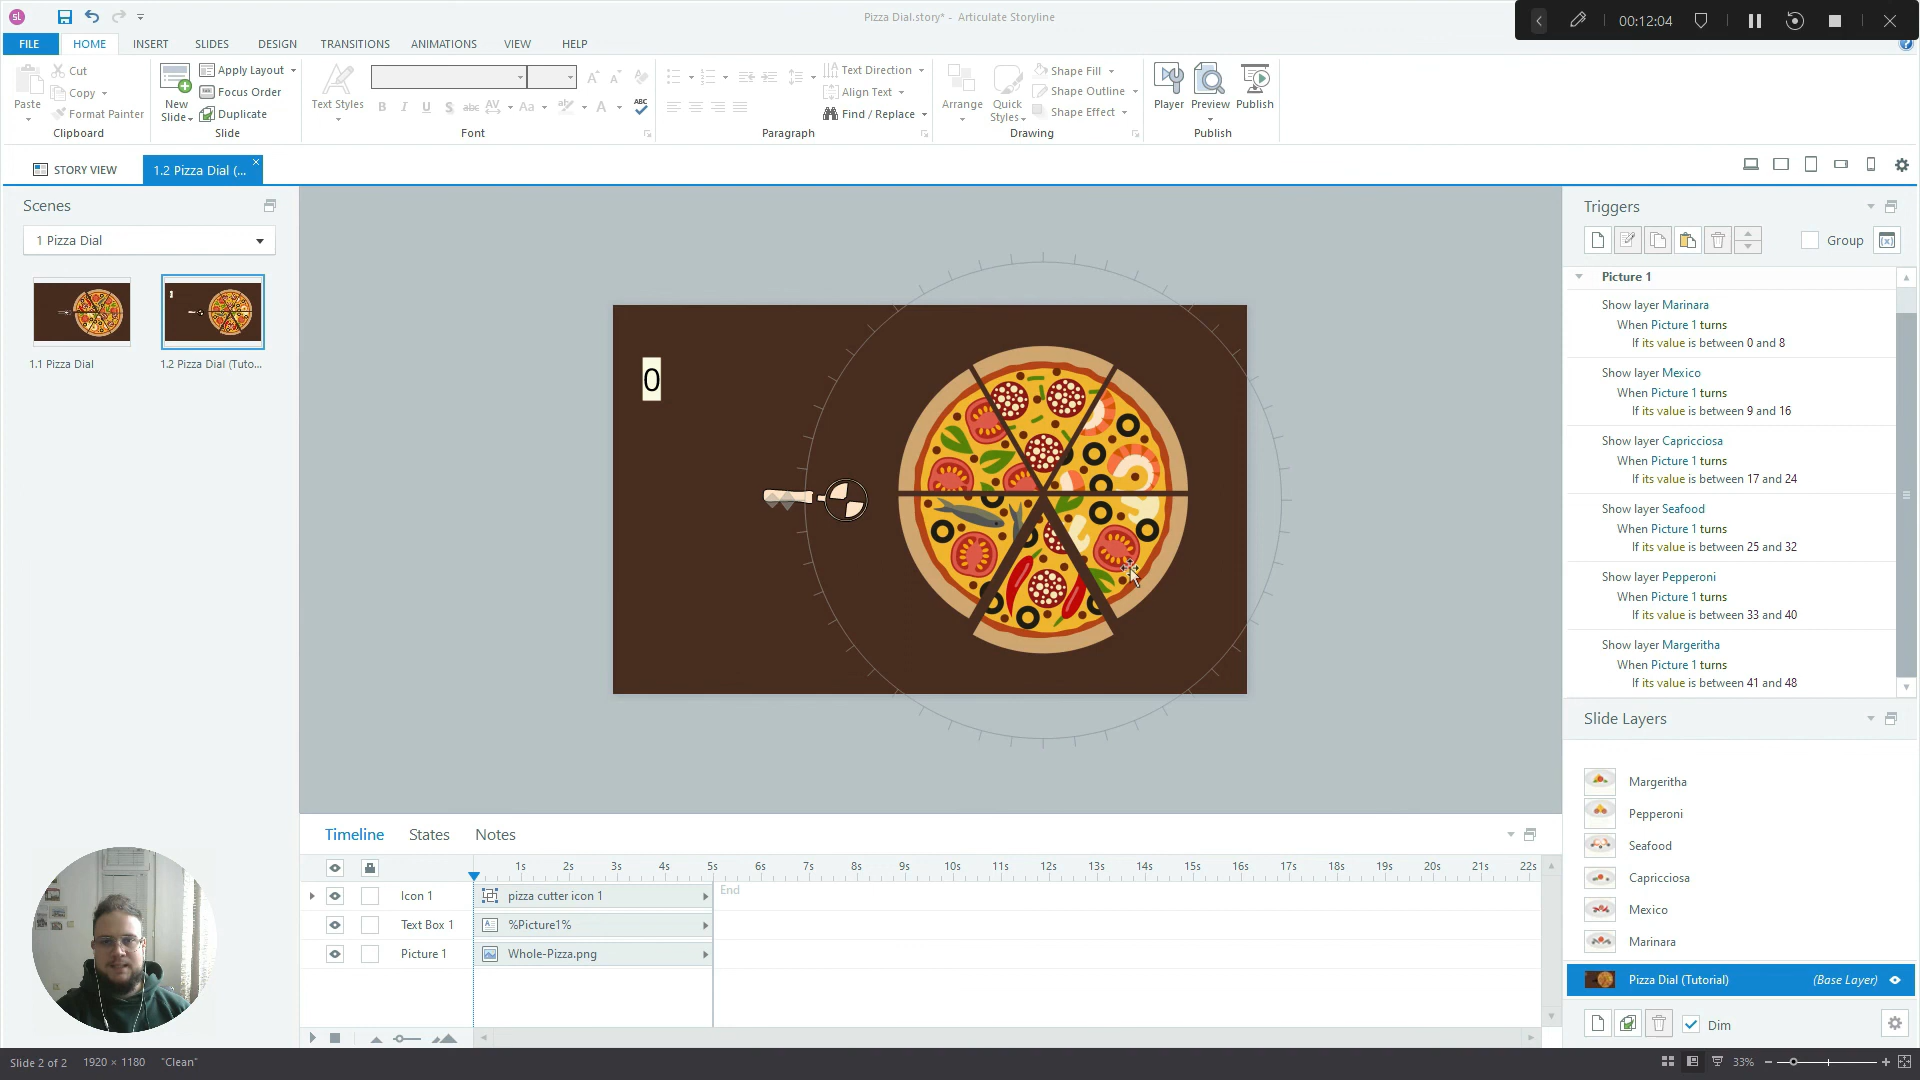 sl
Pizza Dial.story* - Articulate Storyline
00:12:04
FILE
HOME
INSERT
SLIDES
DESIGN
TRANSITIONS
ANIMATIONS
VIEW
HELP
Paste
Cut
Copy
Format Painter
Clipboard
New
Slide
Apply Layout
Focus Order
Duplicate
Slide
Text Styles
Font
Text Direction
Align Text
Find / Replace
Paragraph
Arrange
Quick
Styles
Shape Fill
Shape Outline
Shape Effect
Drawing
Player
Preview
Publish
Publish
STORY VIEW
1.2 Pizza Dial (...
Scenes
1 Pizza Dial
1.1 Pizza Dial
1.2 Pizza Dial (Tuto...
0
Triggers
Group
Picture 1
Show layer Marinara
When Picture 1 turns
If its value is between 0 and 8
Show layer Mexico
When Picture 1 turns
If its value is between 9 and 16
Show layer Capricciosa
When Picture 1 turns
If its value is between 17 and 24
Show layer Seafood
When Picture 1 turns
If its value is between 25 and 32
Show layer Pepperoni
When Picture 1 turns
If its value is between 33 and 40
Show layer Margeritha
When Picture 1 turns
If its value is between 41 and 48
Slide Layers
Margeritha
Pepperoni
Seafood
Capricciosa
Mexico
Marinara
Pizza Dial (Tutorial) (Base Layer)
Dim
Timeline
States
Notes
1s 2s 3s 4s 5s 6s 7s 8s 9s 10s 11s 12s 13s 14s 15s 16s 17s 18s 19s 20s 21s 22s
Icon 1 pizza cutter icon 1 End
Text Box 1 %Picture1%
Picture 1 Whole-Pizza.png
Slide 2 of 2
1920 × 1180
"Clean"
33%